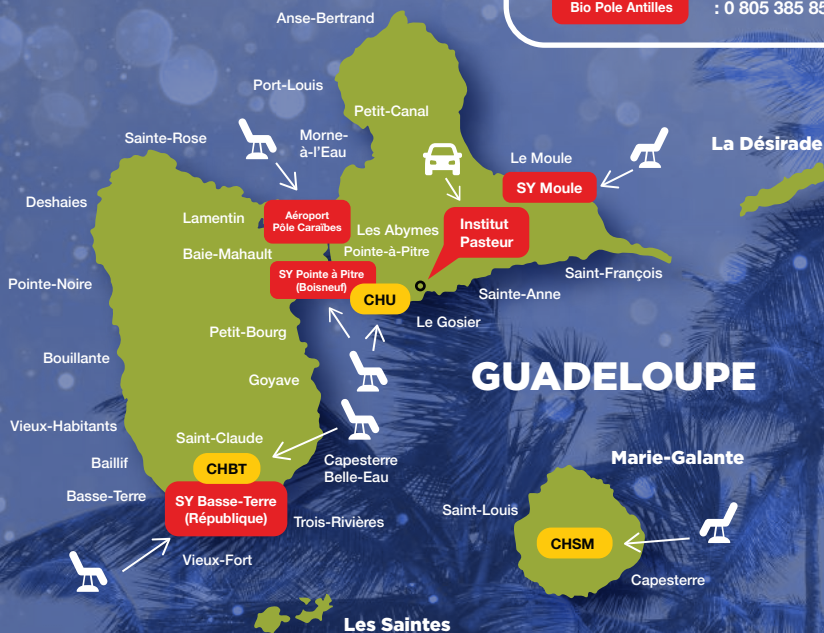 Bio Pole Antilles : 0 805 385 85
Anse-Bertrand
Port-Louis
Petit-Canal
Sainte-Rose
Morne-
à-l'Eau
Le Moule
La Désirade
SY Moule
Deshaies
Lamentin
Aéroport
Pôle Caraïbes
Les Abymes
Institut
Pasteur
Baie-Mahault
Pointe-à-Pitre
Saint-François
Pointe-Noire
SY Pointe à Pitre
(Boisneuf)
CHU
Sainte-Anne
Le Gosier
Petit-Bourg
Bouillante
Goyave
GUADELOUPE
Vieux-Habitants
Saint-Claude
Baillif
CHBT
Capesterre
Belle-Eau
Marie-Galante
Basse-Terre
SY Basse-Terre
(République)
Trois-Rivières
Saint-Louis
CHSM
Vieux-Fort
Capesterre
Les Saintes